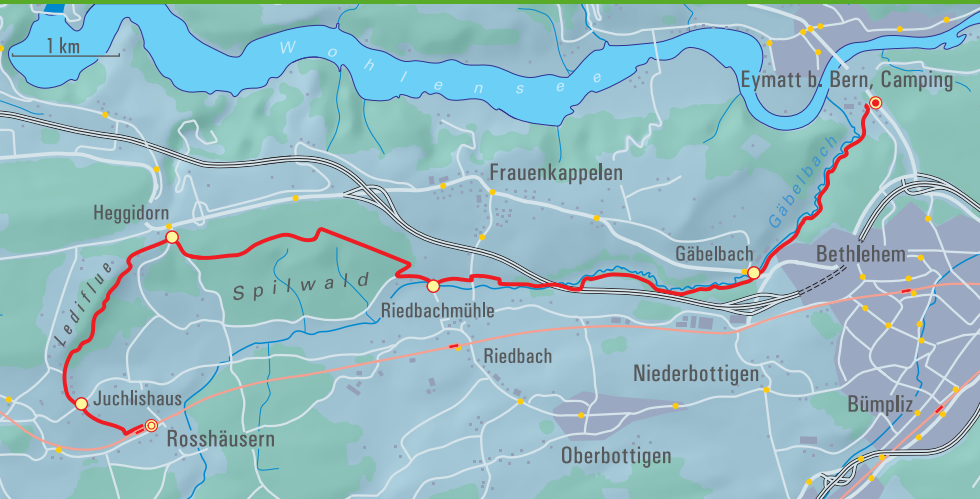 1 km
Wohlensee
Eymatt b. Bern, Camping
Gäbelbach
Frauenkappelen
Heggidorn
Gäbelbach
Bethlehem
Spilwald
Lediflue
Riedbachmühle
Riedbach
Niederbottigen
Juchlishaus
Bümpliz
Rosshäusern
Oberbottigen